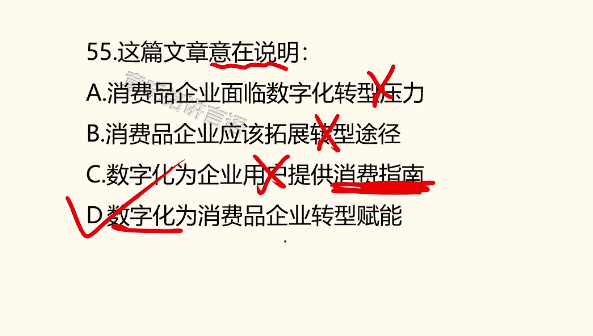 55.这篇文章意在说明：
A.消费品企业面临数字化转型压力
B.消费品企业应该拓展转型途径
C.数字化为企业用户提供消费指南
D.数字化为消费品企业转型赋能